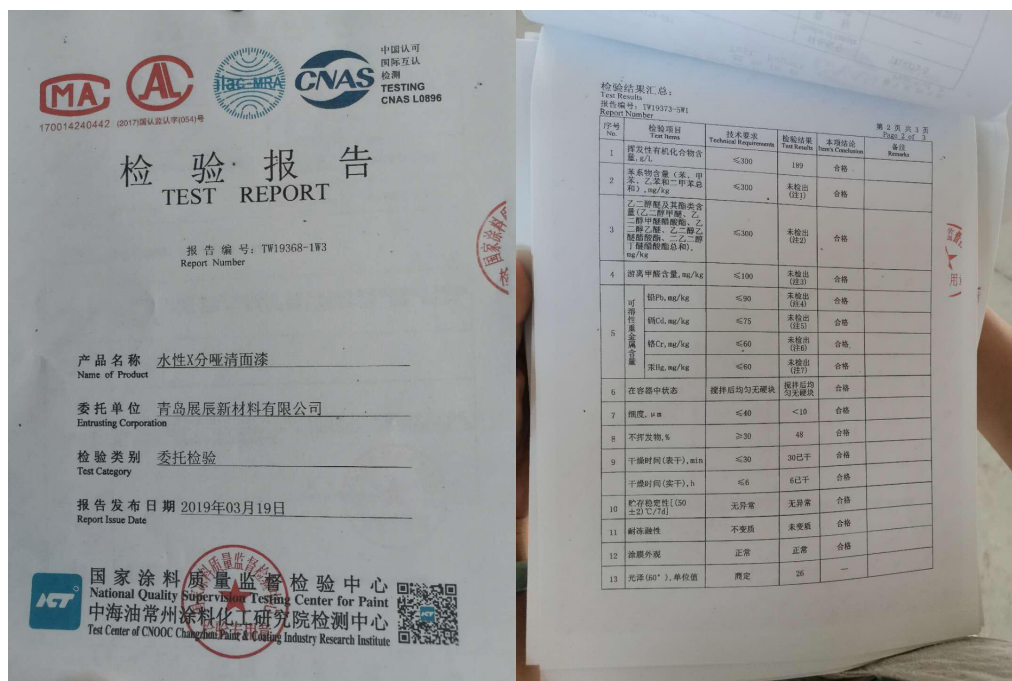 MA
AL
ilac-MRA
CNAS
中国认可
国际互认
检测
TESTING
CNAS L0896
170014240442
(2017)国认监认字(054)号
检验报告
TEST REPORT
报告编号: TW19368-1W3
Report Number
产品名称 水性X分哑清面漆
Name of Product
委托单位 青岛展辰新材料有限公司
Entrusting Corporation
检验类别 委托检验
Test Category
报告发布日期 2019年03月19日
Report Issue Date
国家涂料质量监督检验中心
National Quality Supervision Testing Center for Paint
中海油常州涂料化工研究院检测中心
Test Center of CNOOC Changzhou Paint & Coating Industry Research Institute
检验结果汇总:
Test Results
报告编号: TW19373-5W1
Report Number
第 2 页 共 3 页
Page 2 of 3
序号 检验项目 技术要求 检验结果 本项结论 备注
No. Test Items Technical Requirements Test Results Item's Conclusion Remarks
1 挥发性有机化合物含量,g/L ≤300 189 合格
2 苯系物含量(苯、甲苯、乙苯和二甲苯总和),mg/kg ≤300 未检出(注1) 合格
3 乙二醇醚及其酯类含量(乙二醇甲醚、乙二醇甲醚醋酸酯、乙二醇乙醚、乙二醇乙醚醋酸酯、二乙二醇丁醚醋酸酯总和),mg/kg ≤300 未检出(注2) 合格
4 游离甲醛含量,mg/kg ≤100 未检出(注3) 合格
5 可溶性重金属含量 铅Pb,mg/kg ≤90 未检出(注4) 合格
镉Cd,mg/kg ≤75 未检出(注5) 合格
铬Cr,mg/kg ≤60 未检出(注6) 合格
汞Hg,mg/kg ≤60 未检出(注7) 合格
6 在容器中状态 搅拌后均匀无硬块 搅拌后均匀无硬块 合格
7 细度,μm ≤40 <10 合格
8 不挥发物,% ≥30 48 合格
9 干燥时间(表干),min ≤30 30已干 合格
干燥时间(实干),h ≤6 6已干 合格
10 贮存稳定性[(50±2)℃/7d] 无异常 无异常 合格
11 耐冻融性 不变质 未变质 合格
12 涂膜外观 正常 正常 合格
13 光泽(60°),单位值 商定 26 —